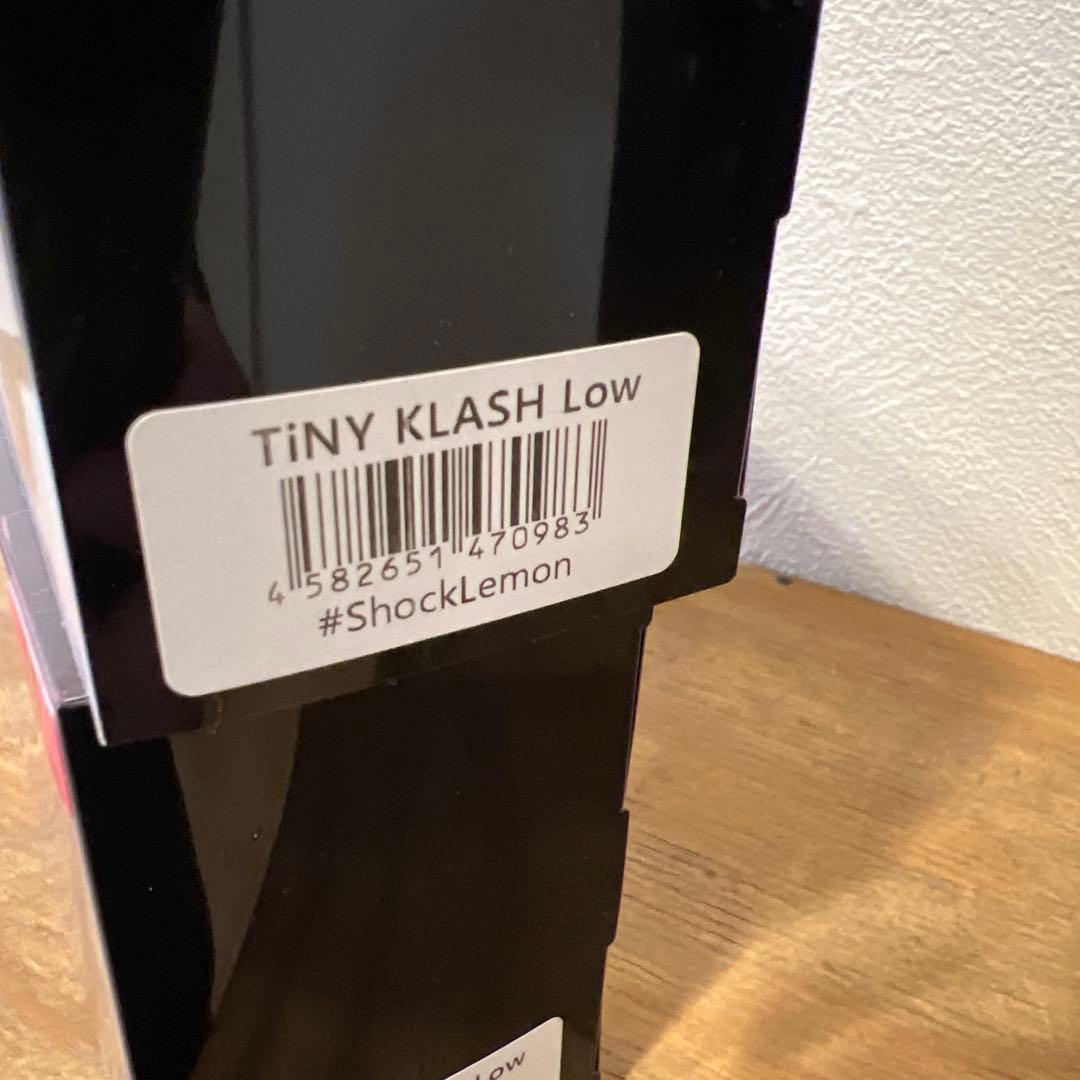 TiNY KLASH Low
4 582651 470983
#ShockLemon
Low